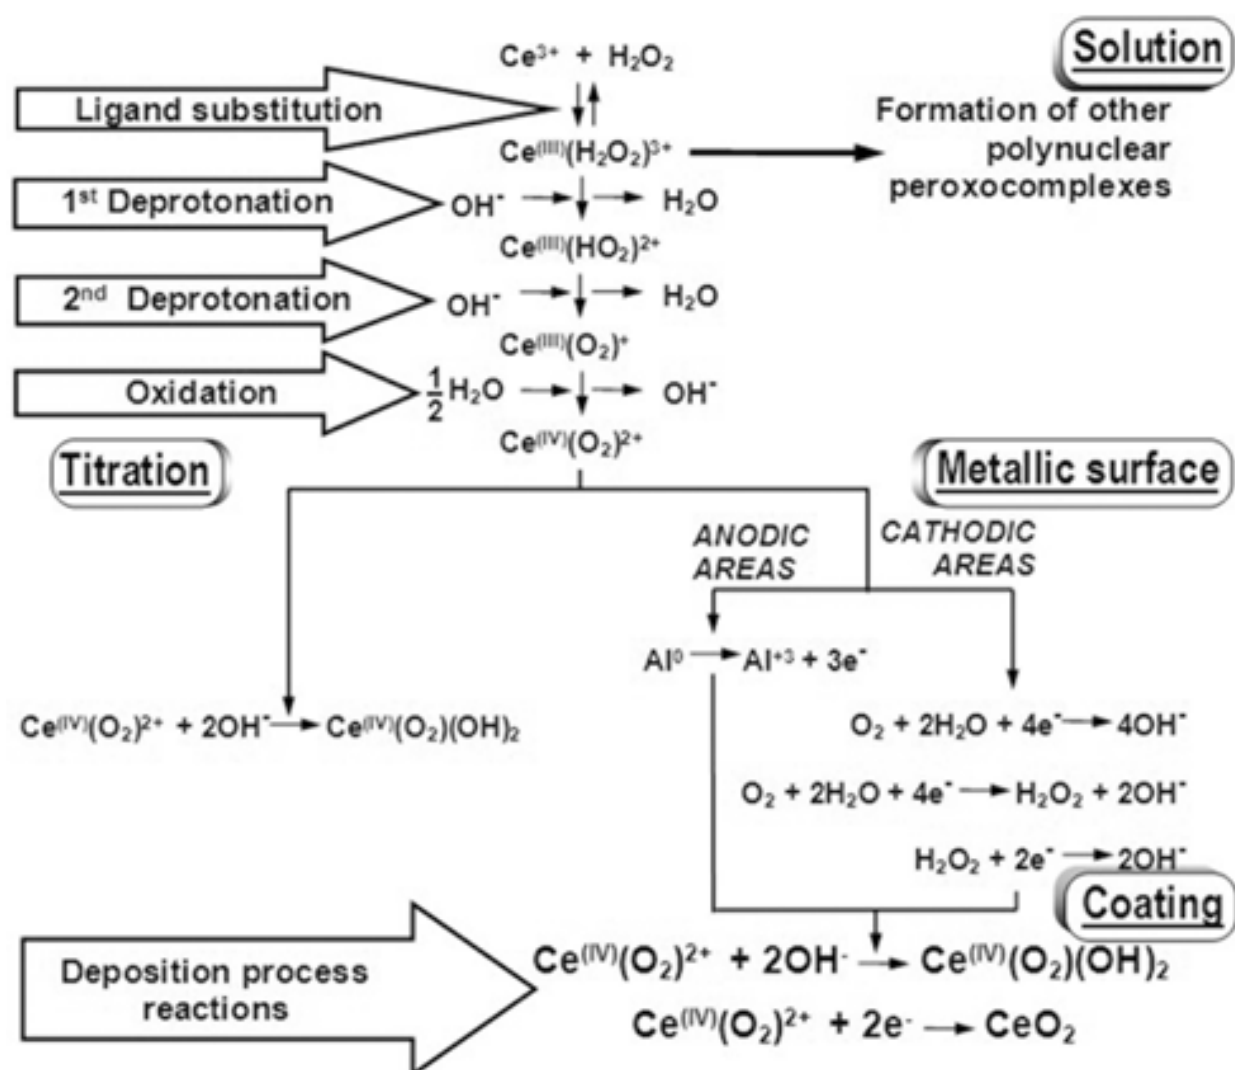 Solution
Ce³⁺ + H₂O₂
Ligand substitution
Formation of other
polynuclear
peroxocomplexes
Ce⁽ᴵᴵᴵ⁾(H₂O₂)³⁺
1ˢᵗ Deprotonation
OH⁻ → ↓ → H₂O
Ce⁽ᴵᴵᴵ⁾(HO₂)²⁺
2ⁿᵈ Deprotonation
OH⁻ → ↓ → H₂O
Ce⁽ᴵᴵᴵ⁾(O₂)⁺
Oxidation
1/2 H₂O → ↓ → OH⁻
Ce⁽ᴵⱽ⁾(O₂)²⁺
Titration
Metallic surface
ANODIC
AREAS
CATHODIC
AREAS
Al⁰ → Al⁺³ + 3e⁻
Ce⁽ᴵⱽ⁾(O₂)²⁺ + 2OH⁻ → Ce⁽ᴵⱽ⁾(O₂)(OH)₂
O₂ + 2H₂O + 4e⁻ → 4OH⁻
O₂ + 2H₂O + 4e⁻ → H₂O₂ + 2OH⁻
H₂O₂ + 2e⁻ → 2OH⁻
Coating
Deposition process
reactions
Ce⁽ᴵⱽ⁾(O₂)²⁺ + 2OH⁻ → Ce⁽ᴵⱽ⁾(O₂)(OH)₂
Ce⁽ᴵⱽ⁾(O₂)²⁺ + 2e⁻ → CeO₂